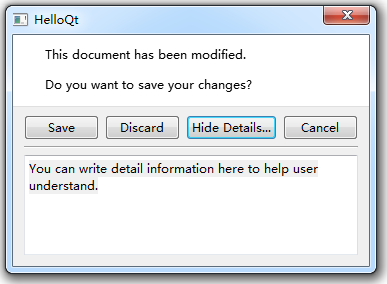 HelloQt
This document has been modified.
Do you want to save your changes?
Save Discard Hide Details... Cancel
You can write detail information here to help user
understand.